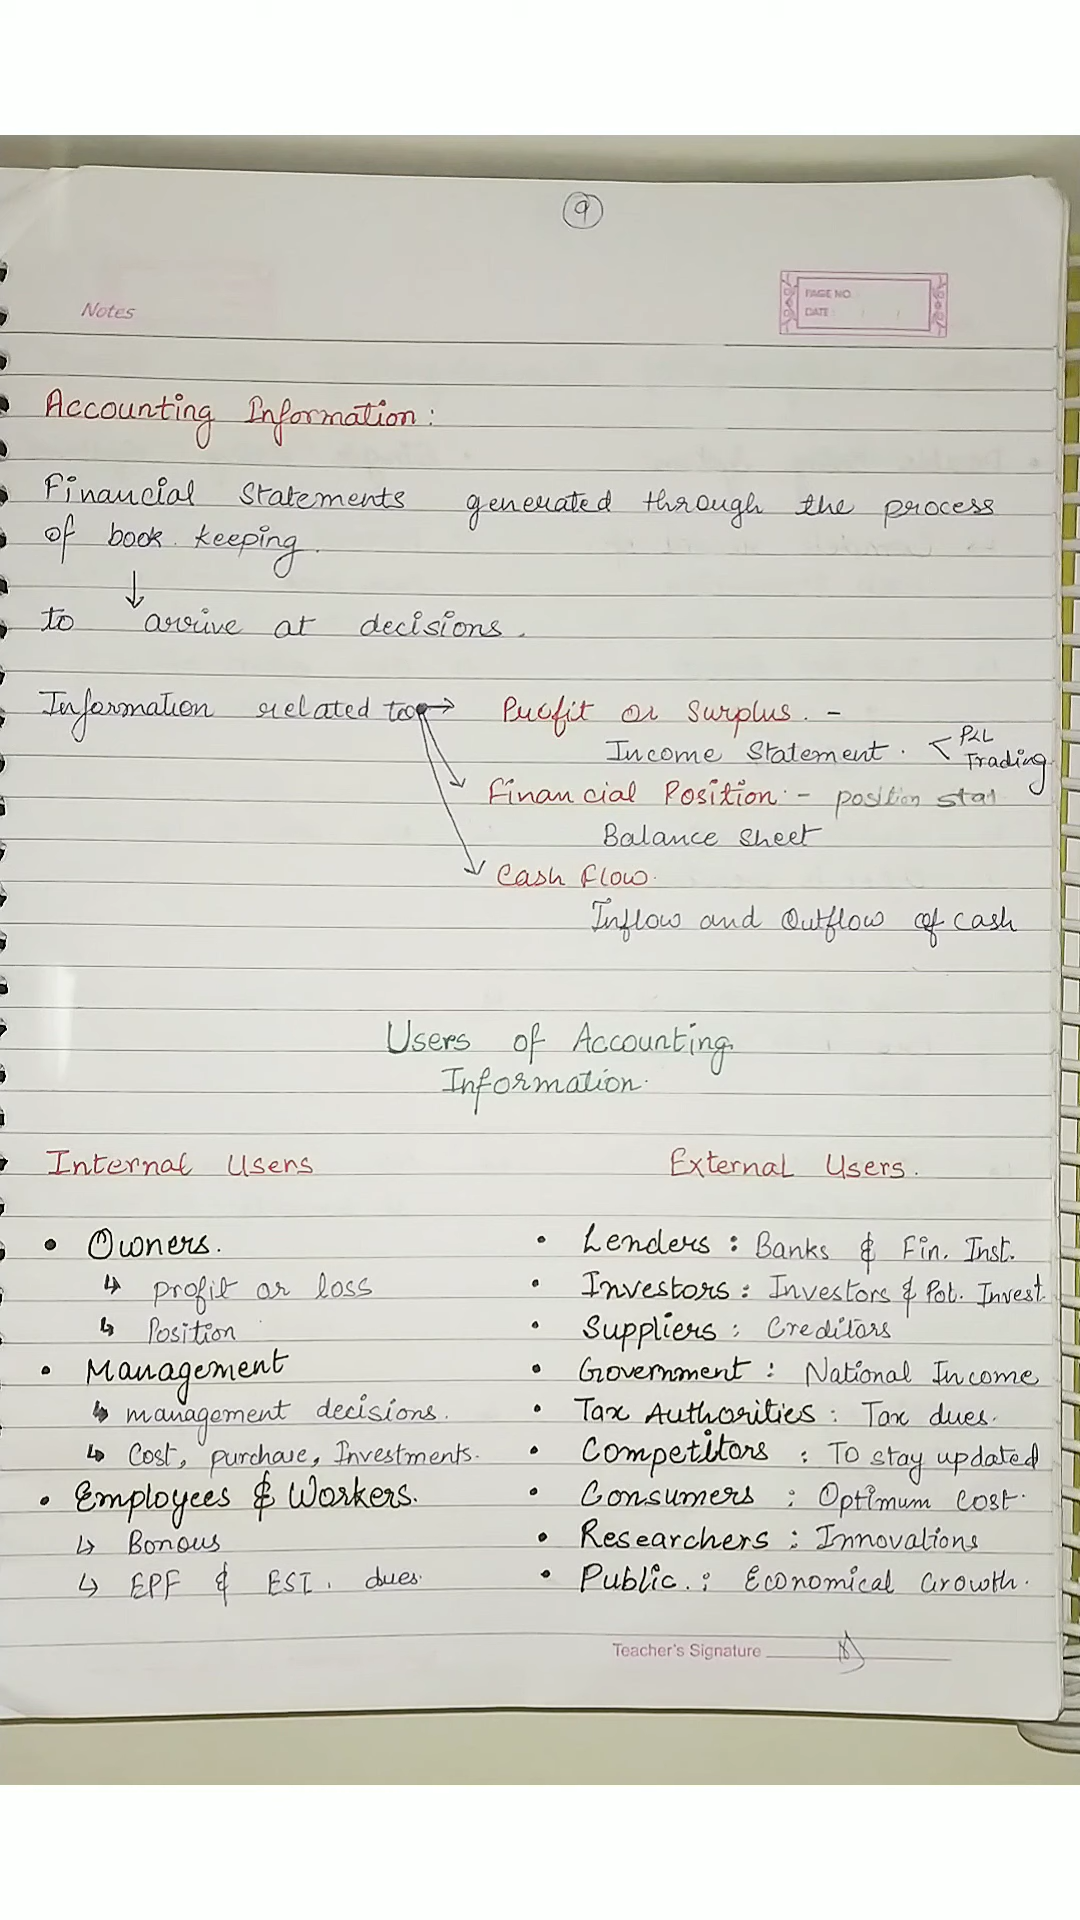 9
Notes
PAGE NO
DATE :
Accounting Information :
Financial Statements generated through the process
of book keeping.
↓
to arrive at decisions.
Information related to → Profit or Surplus. -
Income Statement. < P&L
Trading
Financial Position :- position stat
Balance Sheet
Cash Flow.
Inflow and Outflow of cash
Users of Accounting
Information.
Internal Users
• Owners.
↳ profit or loss
↳ Position
• Management
↳ management decisions.
↳ Cost, purchase, Investments.
• Employees & Workers.
↳ Bonous
↳ EPF & ESI. dues.
External Users.
• Lenders : Banks & Fin. Inst.
• Investors : Investors & Pot. Invest.
• Suppliers : Creditors
• Government : National Income
• Tax Authorities : Tax dues.
• Competitors : To stay updated
• Consumers : Optimum Cost.
• Researchers : Innovations
• Public. : Economical Growth.
Teacher's Signature